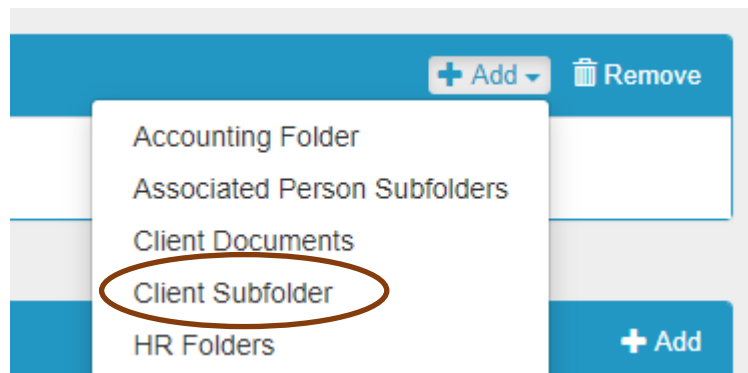 Add Remove
Accounting Folder
Associated Person Subfolders
Client Documents
Client Subfolder
HR Folders
Add